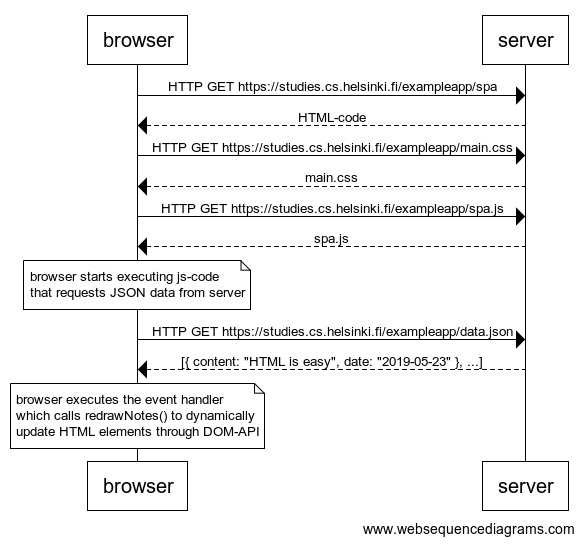 browser server
HTTP GET https://studies.cs.helsinki.fi/exampleapp/spa
HTML-code
HTTP GET https://studies.cs.helsinki.fi/exampleapp/main.css
main.css
HTTP GET https://studies.cs.helsinki.fi/exampleapp/spa.js
spa.js
browser starts executing js-code
that requests JSON data from server
HTTP GET https://studies.cs.helsinki.fi/exampleapp/data.json
[{ content: "HTML is easy", date: "2019-05-23" }, ...]
browser executes the event handler
which calls redrawNotes() to dynamically
update HTML elements through DOM-API
browser server
www.websequencediagrams.com